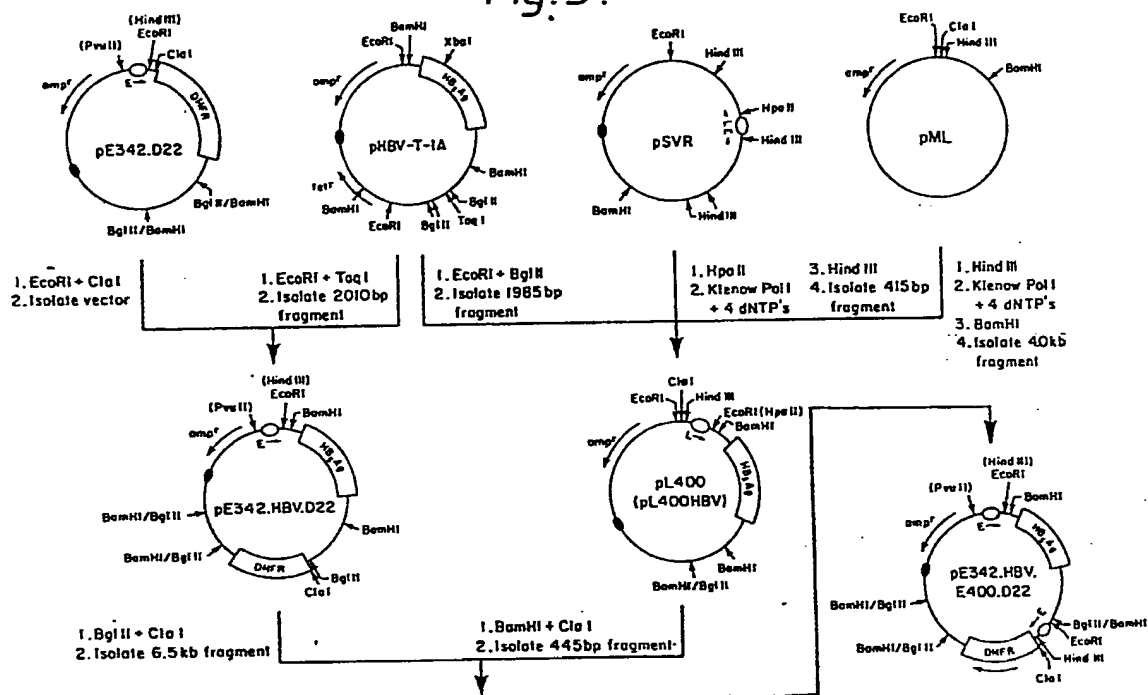 Fig. 5.
(Hind III)
EcoRI
(PvuII)
ClaI
ampr
E
DHFR
pE342.D22
BglII/BamHI
BglII/BamHI
BamHI
EcoRI
XbaI
ampr
HBsAg
pHBV-T-1A
tetr
BamHI
BamHI
EcoRI
BglII
TaqI
BglII
EcoRI
Hind III
ampr
HpaII
pSVR
Hind III
BamHI
Hind III
EcoRI
ClaI
Hind III
ampr
BamHI
pML
1. EcoRI + ClaI
2. Isolate vector
1. EcoRI + TaqI
2. Isolate 2010bp
fragment
1. EcoRI + BglII
2. Isolate 1985bp
fragment
1. HpaII
2. Klenow PolI
+ 4 dNTP's
3. Hind III
4. Isolate 415bp
fragment
1. Hind III
2. Klenow PolI
+ 4 dNTP's
3. BamHI
4. Isolate 4.0kb
fragment
(Hind III)
EcoRI
(PvuII)
BamHI
ampr
E
HBsAg
pE342.HBV.D22
BamHI/BglII
BamHI
BamHI/BglII
DHFR
BglII
ClaI
ClaI
EcoRI
Hind III
EcoRI(HpaII)
BamHI
ampr
L
HBsAg
pL400
(pL400HBV)
BamHI
BamHI/BglII
(Hind III)
EcoRI
(PvuII)
BamHI
ampr
E
HBsAg
pE342.HBV.
E400.D22
BamHI/BglII
BglII/BamHI
EcoRI
BamHI/BglII
Hind III
DHFR
ClaI
1. BglII + ClaI
2. Isolate 6.5kb fragment
1. BamHI + ClaI
2. Isolate 445bp fragment